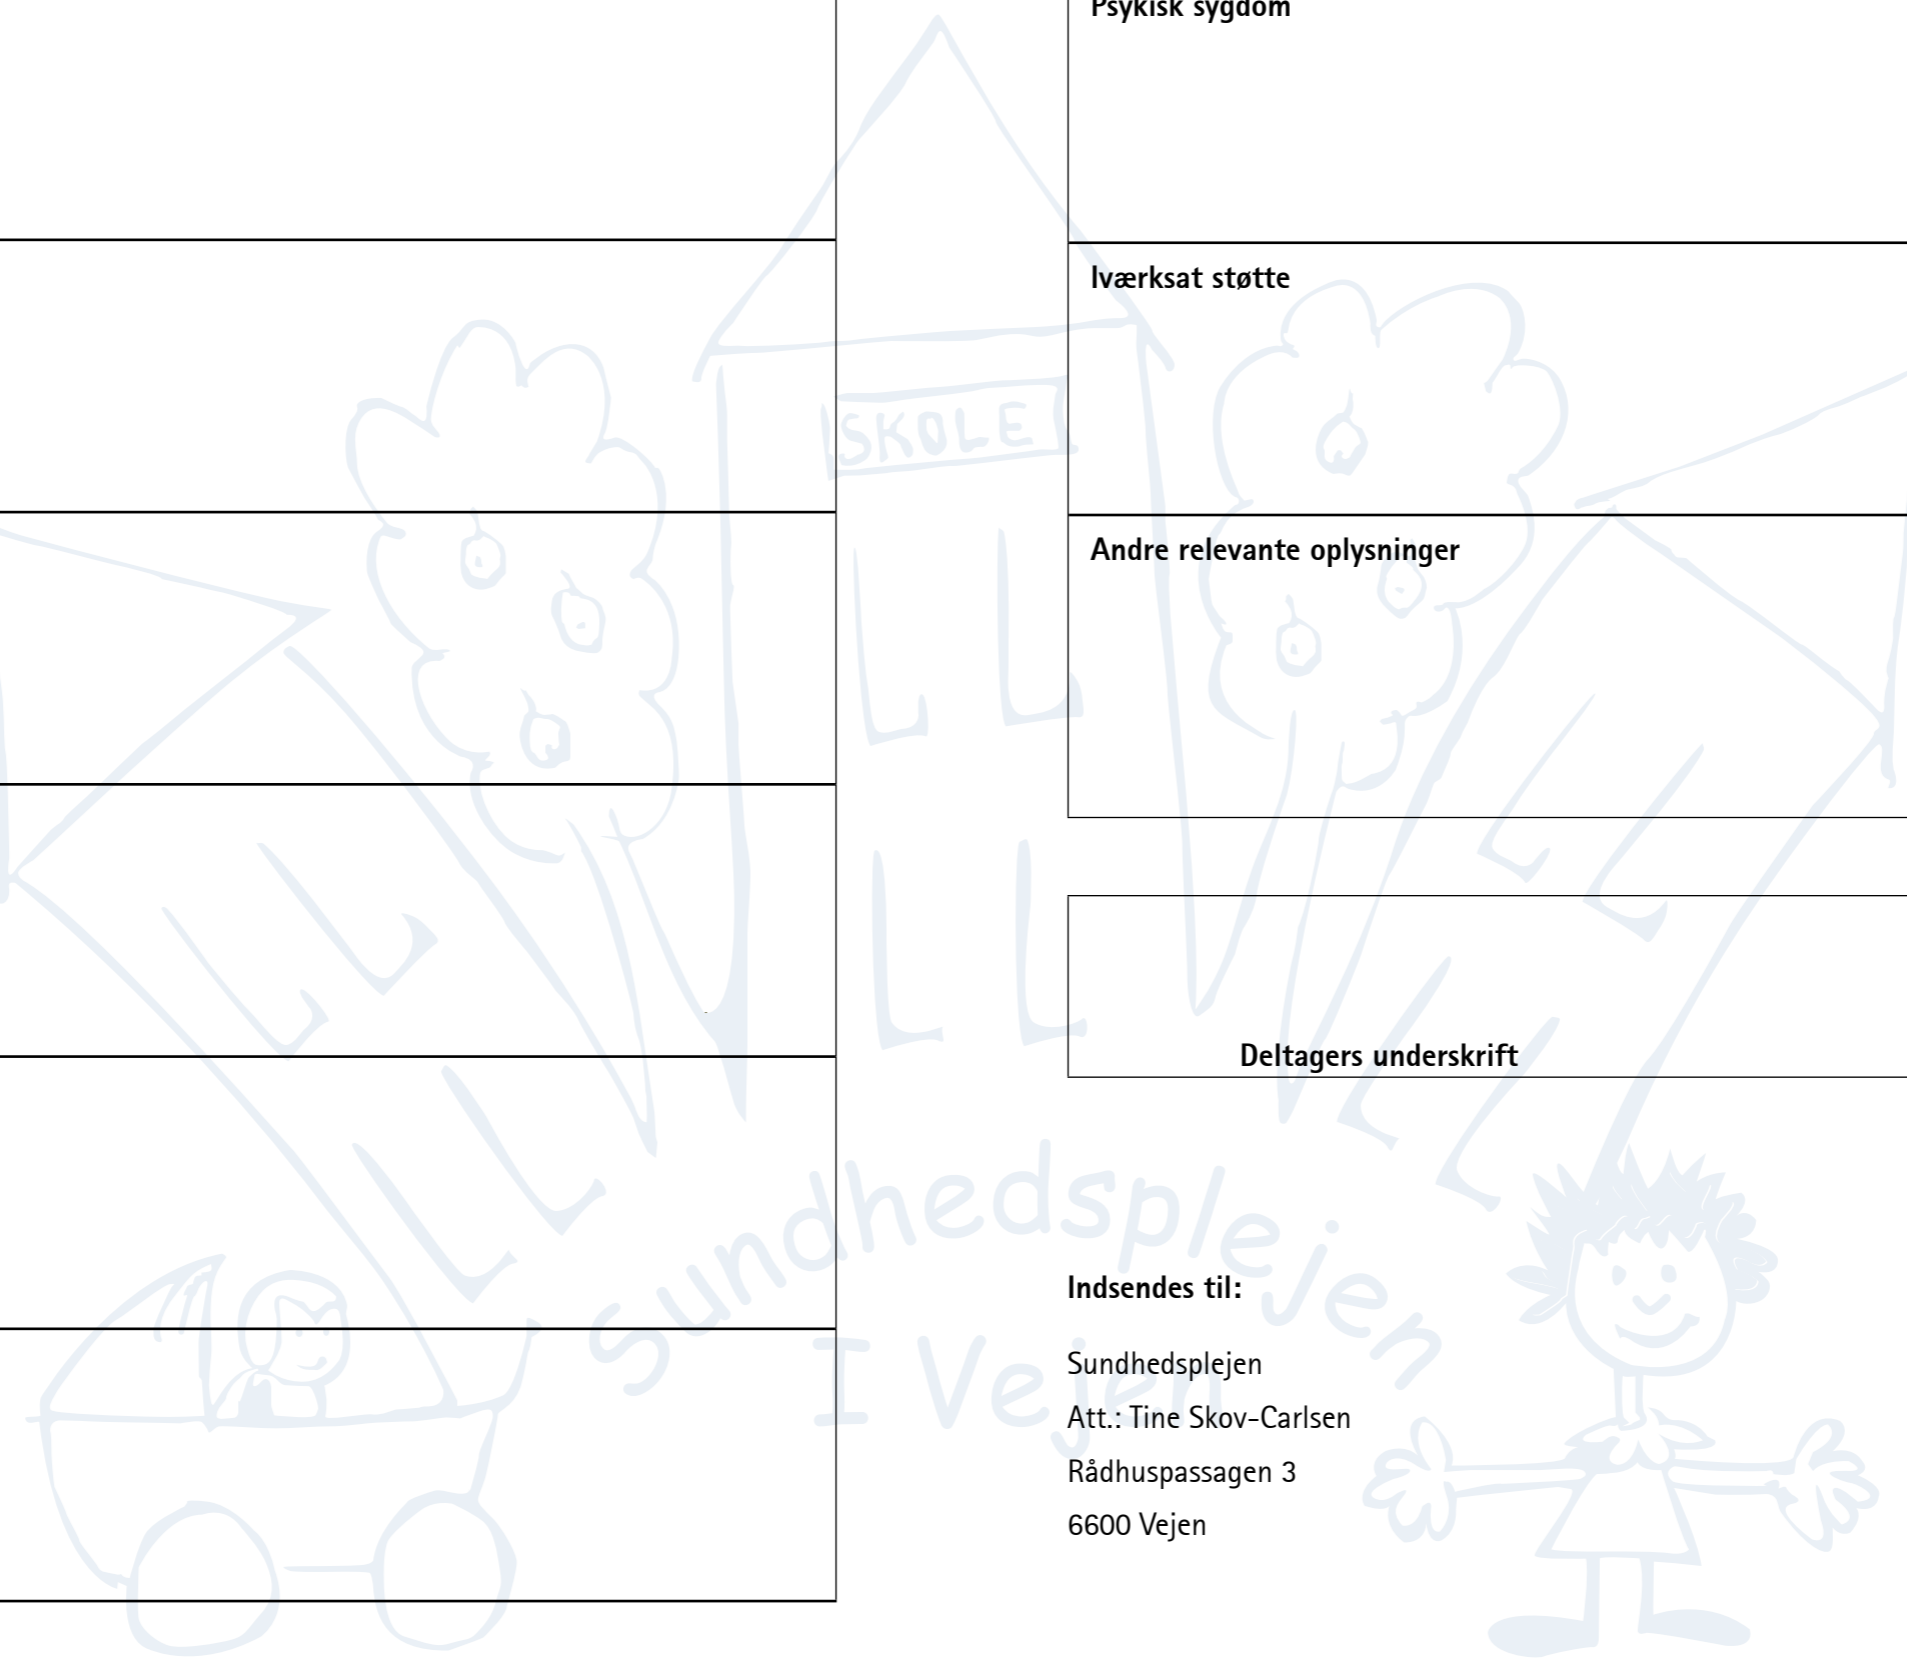 Psykisk sygdom
Iværksat støtte
SKOLE
Andre relevante oplysninger
Deltagers underskrift
Sundhedsplejen
I Vejen
Indsendes til:
Sundhedsplejen
Att.: Tine Skov-Carlsen
Rådhuspassagen 3
6600 Vejen